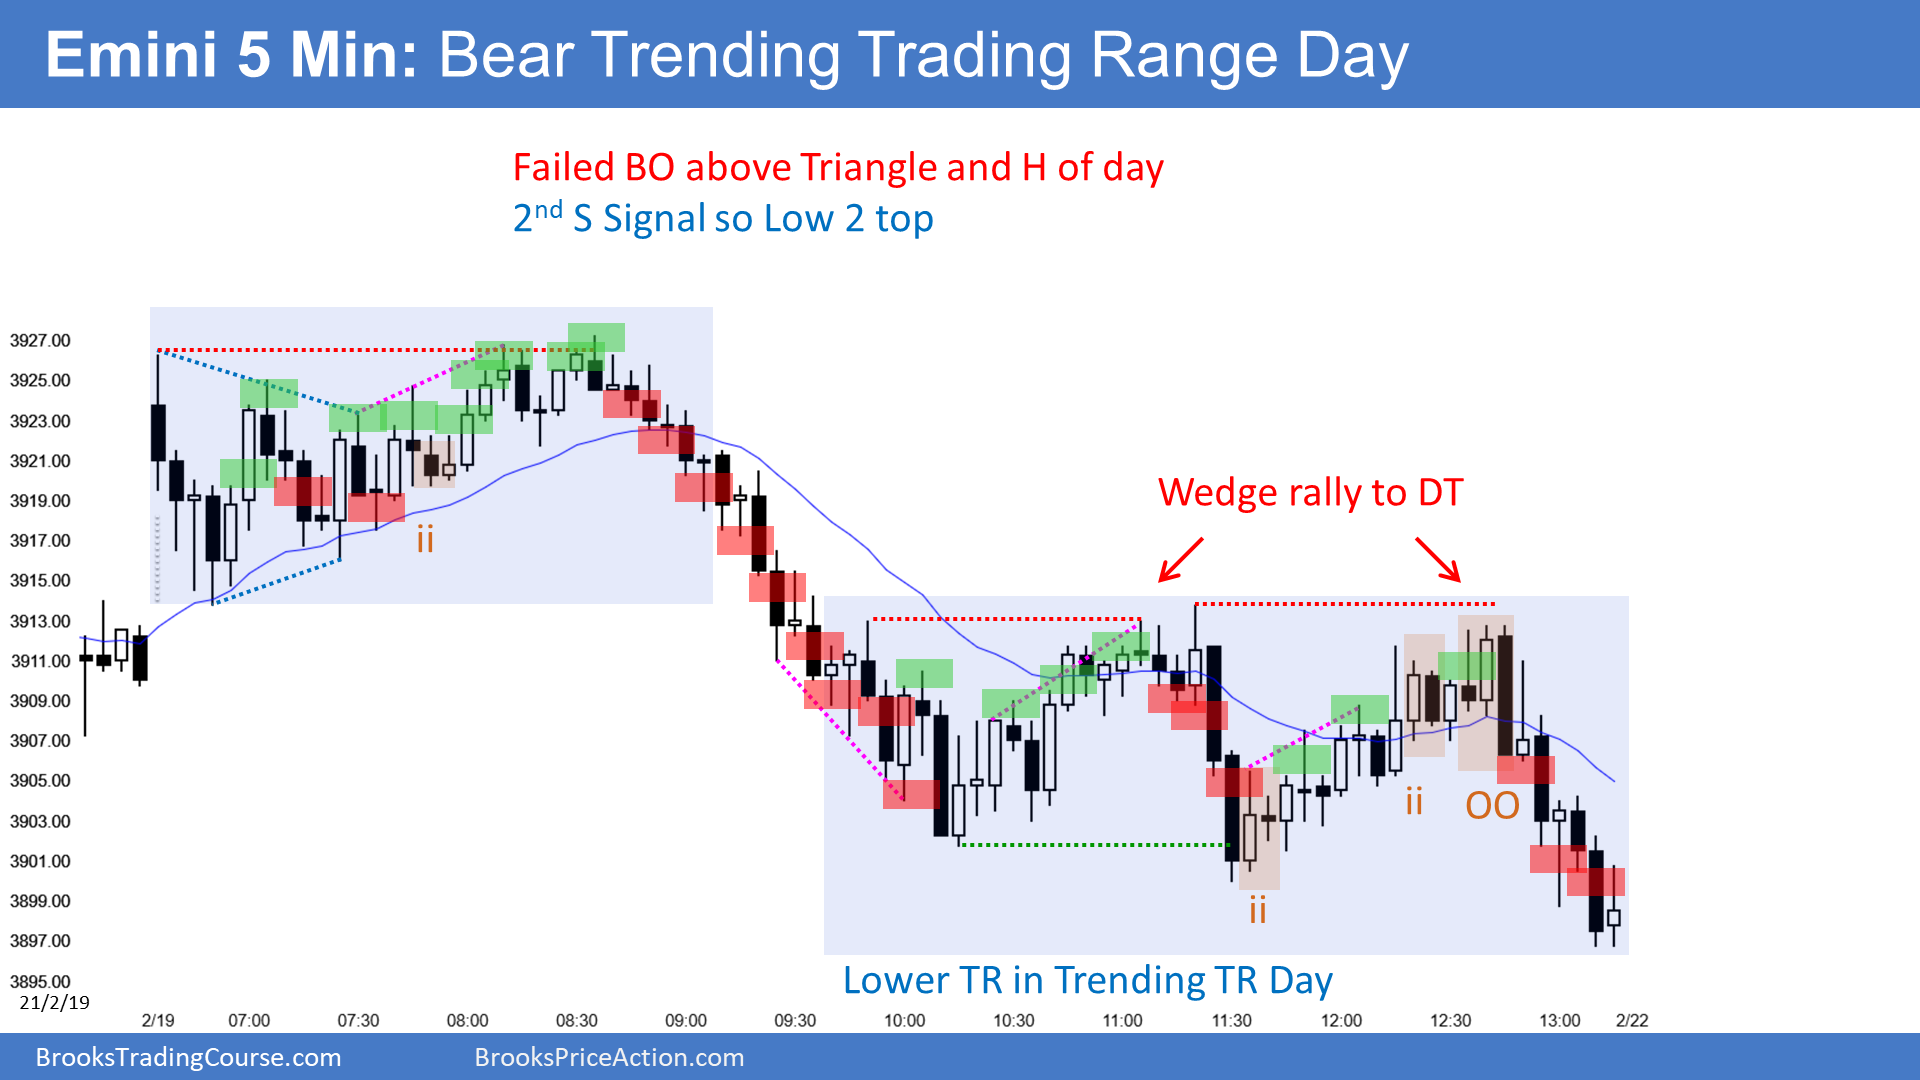 Emini 5 Min: Bear Trending Trading Range Day
Failed BO above Triangle and H of day
2nd S Signal so Low 2 top
3927.00
3925.00
3923.00
3921.00
3919.00
3917.00
3915.00
3913.00
3911.00
3909.00
3907.00
3905.00
3903.00
3901.00
3899.00
3897.00
3895.00
ii
Wedge rally to DT
ii
OO
ii
Lower TR in Trending TR Day
21/2/19
2/19 07:00 07:30 08:00 08:30 09:00 09:30 10:00 10:30 11:00 11:30 12:00 12:30 13:00 2/22
BrooksTradingCourse.com BrooksPriceAction.com